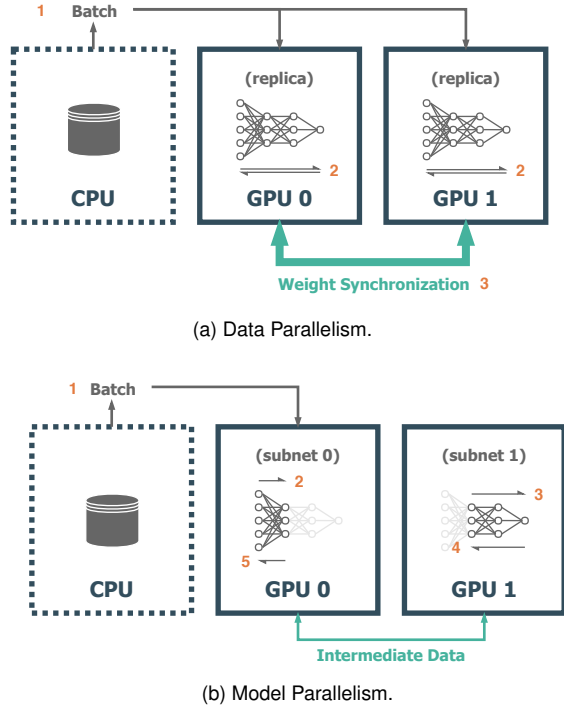 1 Batch
(replica)
(replica)
2
2
CPU
GPU 0
GPU 1
Weight Synchronization 3
(a) Data Parallelism.
1 Batch
(subnet 0)
(subnet 1)
2
3
5
4
CPU
GPU 0
GPU 1
Intermediate Data
(b) Model Parallelism.